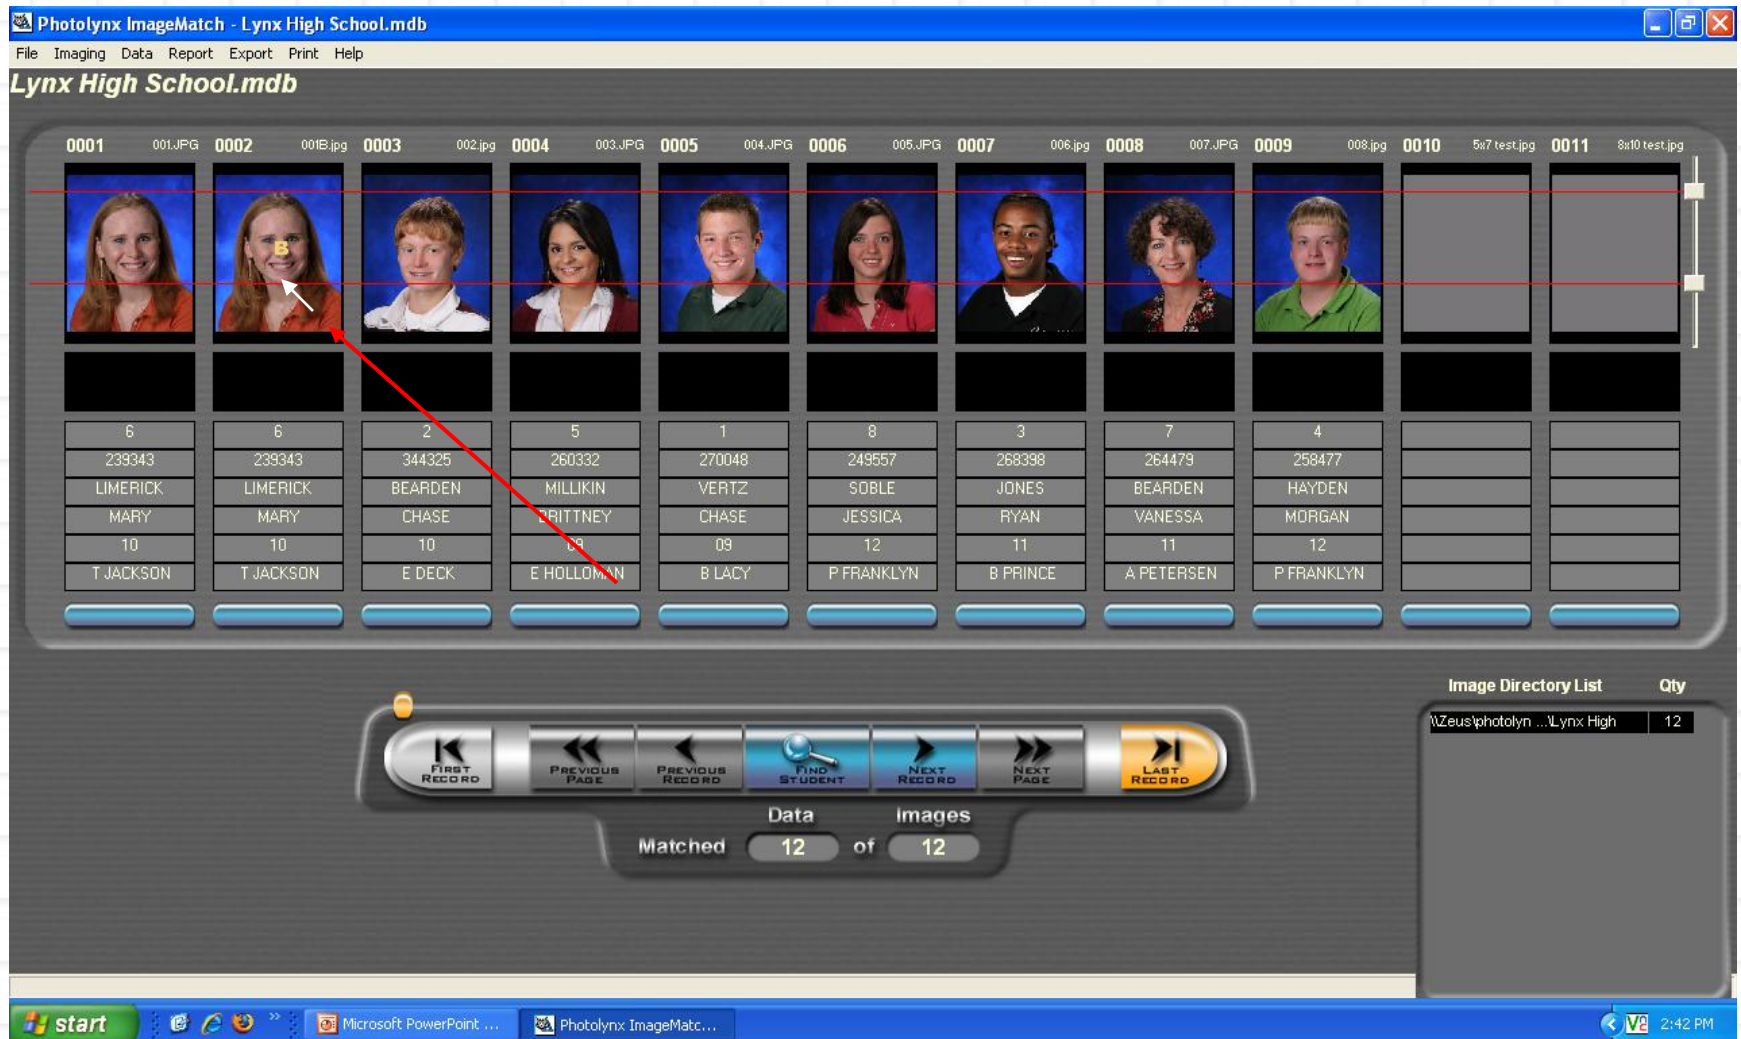 Photolynx ImageMatch - Lynx High School.mdb
File Imaging Data Report Export Print Help
Lynx High School.mdb
0001 001.JPG 0002 001B.jpg 0003 002.jpg 0004 003.JPG 0005 004.JPG 0006 005.JPG 0007 006.jpg 0008 007.JPG 0009 008.jpg 0010 5x7 test.jpg 0011 8x10 test.jpg
B
6 6 2 5 1 8 3 7 4
239343 239343 344325 260332 270048 249557 268398 264479 258477
LIMERICK LIMERICK BEARDEN MILLIKIN VERTZ SOBLE JONES BEARDEN HAYDEN
MARY MARY CHASE BRITTNEY CHASE JESSICA RYAN VANESSA MORGAN
10 10 10 09 09 12 11 11 12
T JACKSON T JACKSON E DECK E HOLLOMAN B LACY P FRANKLYN B PRINCE A PETERSEN P FRANKLYN
Image Directory List Qty
\\Zeus\photolyn ...\Lynx High 12
FIRST RECORD PREVIOUS PAGE PREVIOUS RECORD FIND STUDENT NEXT RECORD NEXT PAGE LAST RECORD
Data Images
Matched 12 of 12
start » Microsoft PowerPoint ... Photolynx ImageMatc... V2 2:42 PM